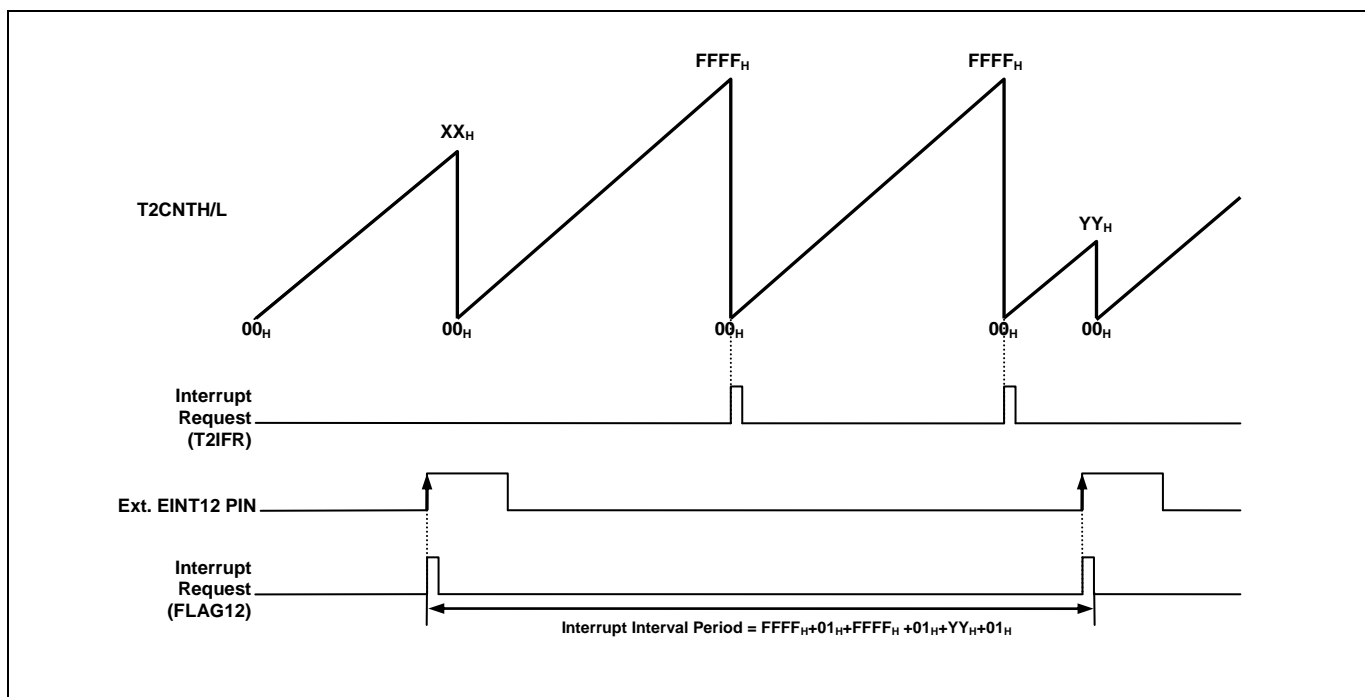 FFFFH FFFFH
XXH
T2CNTH/L
YYH
00H 00H 00H 00H 00H
Interrupt
Request
(T2IFR)
Ext. EINT12 PIN
Interrupt
Request
(FLAG12)
Interrupt Interval Period = FFFFH+01H+FFFFH +01H+YYH+01H